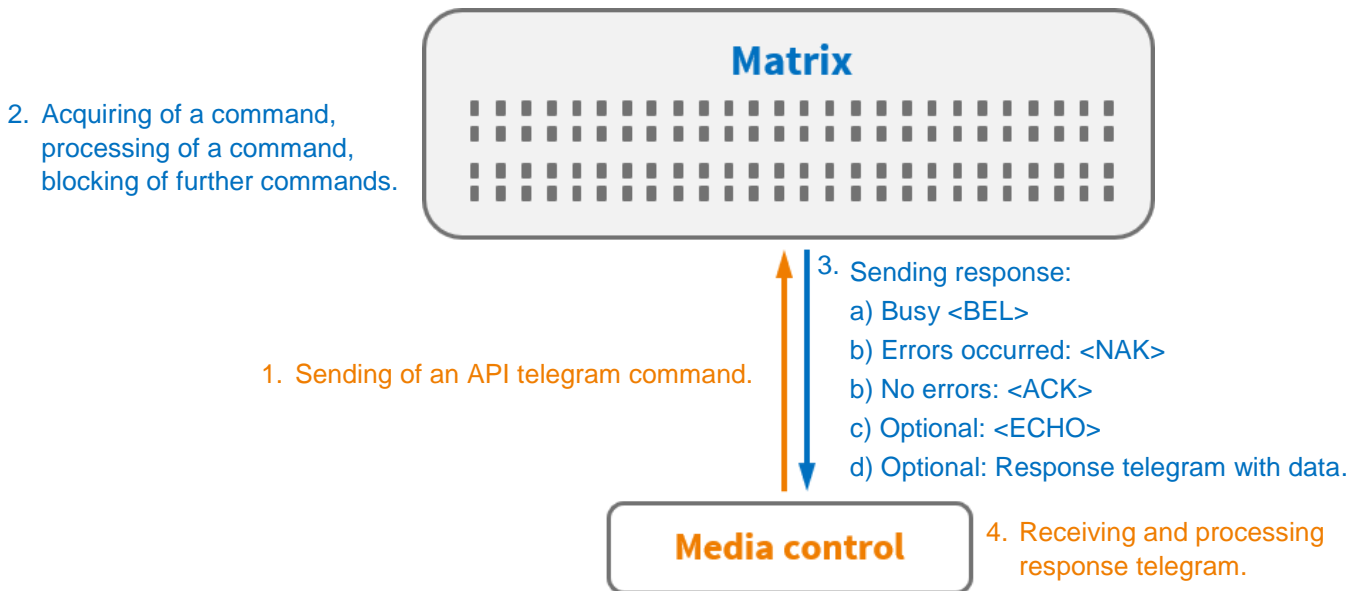 Matrix
2. Acquiring of a command,
processing of a command,
blocking of further commands.
3. Sending response:
a) Busy <BEL>
b) Errors occurred: <NAK>
b) No errors: <ACK>
c) Optional: <ECHO>
d) Optional: Response telegram with data.
1. Sending of an API telegram command.
Media control
4. Receiving and processing
response telegram.